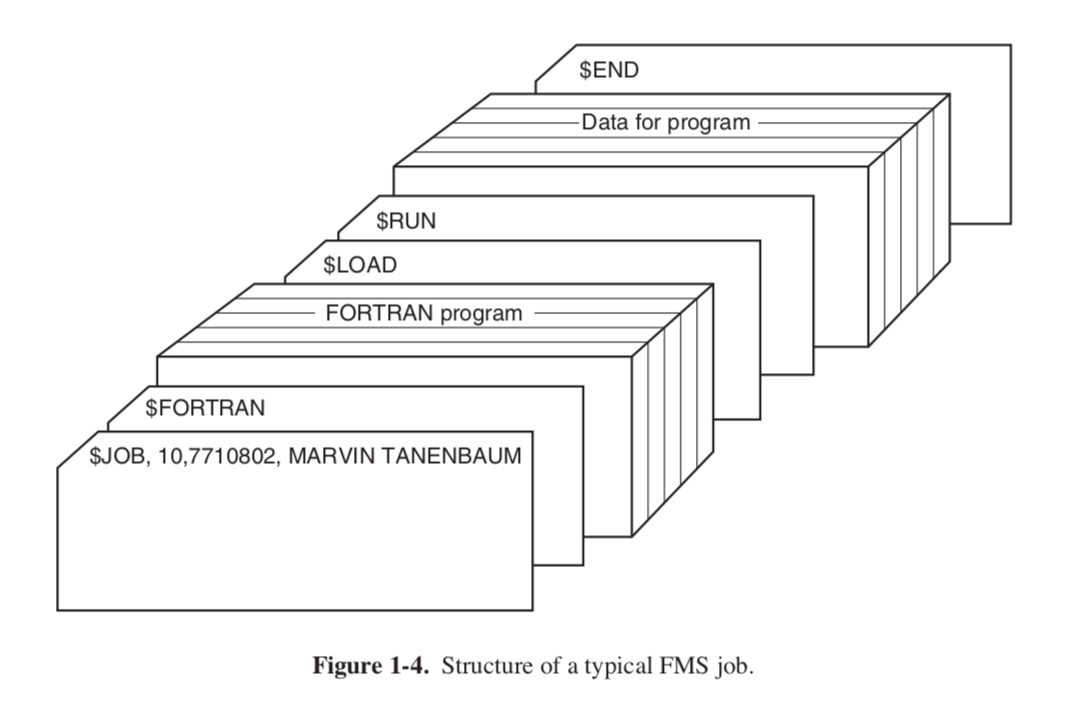 $END
Data for program
$RUN
$LOAD
FORTRAN program
$FORTRAN
$JOB, 10,7710802, MARVIN TANENBAUM
Figure 1-4. Structure of a typical FMS job.